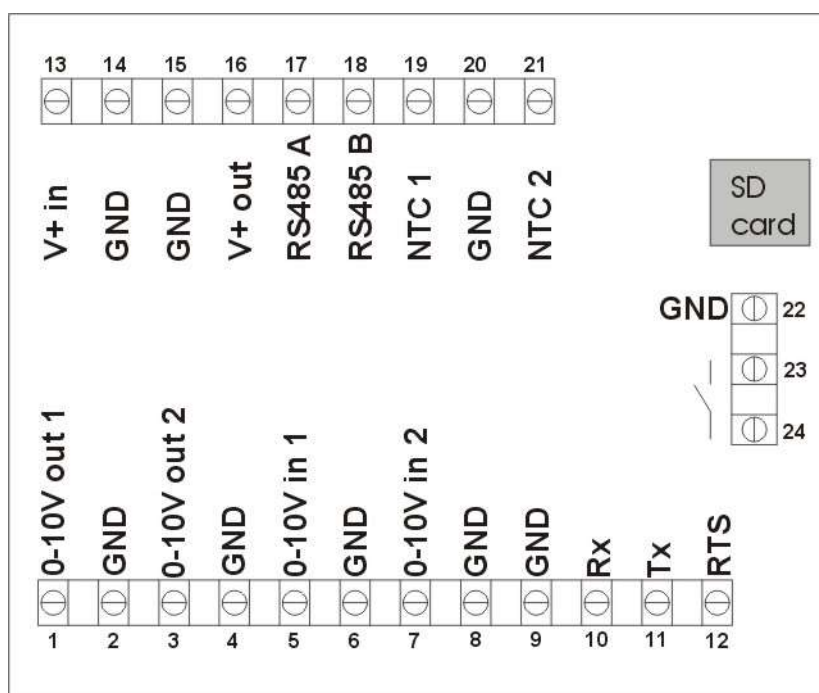 13 14 15 16 17 18 19 20 21
V+ in
GND
GND
V+ out
RS485 A
RS485 B
NTC 1
GND
NTC 2
SD
card
GND 22
23
24
0-10V out 1
GND
0-10V out 2
GND
0-10V in 1
GND
0-10V in 2
GND
GND
Rx
Tx
RTS
1 2 3 4 5 6 7 8 9 10 11 12